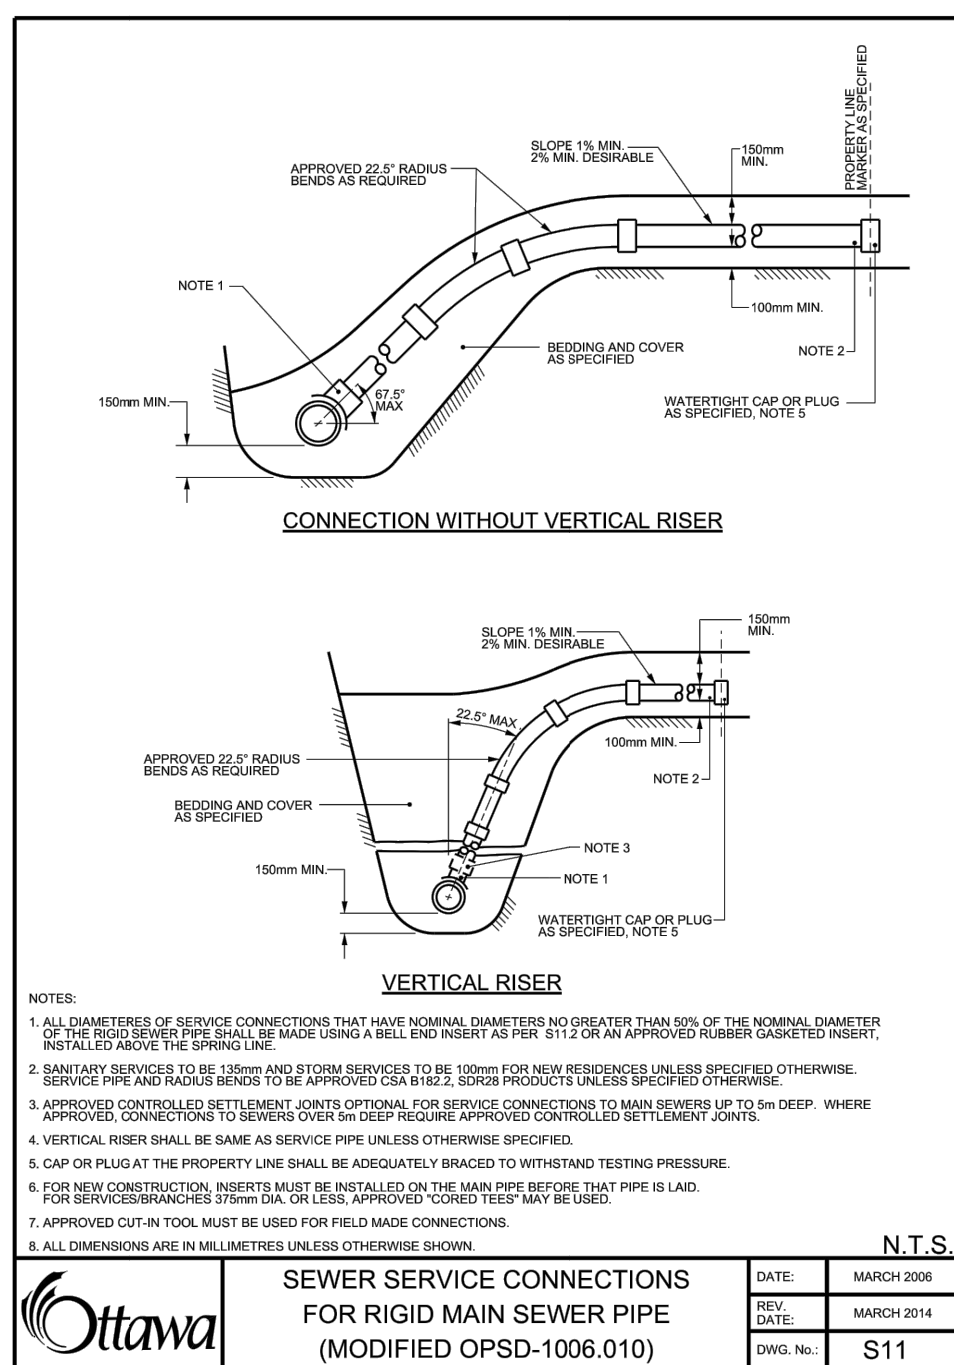 PROPERTY LINE
MARKER AS SPECIFIED
SLOPE 1% MIN.
2% MIN. DESIRABLE
150mm
MIN.
APPROVED 22.5° RADIUS
BENDS AS REQUIRED
NOTE 1
100mm MIN.
BEDDING AND COVER
AS SPECIFIED
NOTE 2
67.5°
MAX
150mm MIN.
WATERTIGHT CAP OR PLUG
AS SPECIFIED, NOTE 5
CONNECTION WITHOUT VERTICAL RISER
150mm
MIN.
SLOPE 1% MIN.
2% MIN. DESIRABLE
22.5° MAX.
100mm MIN.
APPROVED 22.5° RADIUS
BENDS AS REQUIRED
NOTE 2
BEDDING AND COVER
AS SPECIFIED
NOTE 3
150mm MIN.
NOTE 1
WATERTIGHT CAP OR PLUG
AS SPECIFIED, NOTE 5
VERTICAL RISER
NOTES:
1. ALL DIAMETERES OF SERVICE CONNECTIONS THAT HAVE NOMINAL DIAMETERS NO GREATER THAN 50% OF THE NOMINAL DIAMETER
OF THE RIGID SEWER PIPE SHALL BE MADE USING A BELL END INSERT AS PER S11.2 OR AN APPROVED RUBBER GASKETED INSERT,
INSTALLED ABOVE THE SPRING LINE.
2. SANITARY SERVICES TO BE 135mm AND STORM SERVICES TO BE 100mm FOR NEW RESIDENCES UNLESS SPECIFIED OTHERWISE.
SERVICE PIPE AND RADIUS BENDS TO BE APPROVED CSA B182.2, SDR28 PRODUCTS UNLESS SPECIFIED OTHERWISE.
3. APPROVED CONTROLLED SETTLEMENT JOINTS OPTIONAL FOR SERVICE CONNECTIONS TO MAIN SEWERS UP TO 5m DEEP. WHERE
APPROVED, CONNECTIONS TO SEWERS OVER 5m DEEP REQUIRE APPROVED CONTROLLED SETTLEMENT JOINTS.
4. VERTICAL RISER SHALL BE SAME AS SERVICE PIPE UNLESS OTHERWISE SPECIFIED.
5. CAP OR PLUG AT THE PROPERTY LINE SHALL BE ADEQUATELY BRACED TO WITHSTAND TESTING PRESSURE.
6. FOR NEW CONSTRUCTION, INSERTS MUST BE INSTALLED ON THE MAIN PIPE BEFORE THAT PIPE IS LAID.
FOR SERVICES/BRANCHES 375mm DIA. OR LESS, APPROVED "CORED TEES" MAY BE USED.
7. APPROVED CUT-IN TOOL MUST BE USED FOR FIELD MADE CONNECTIONS.
8. ALL DIMENSIONS ARE IN MILLIMETRES UNLESS OTHERWISE SHOWN.
N.T.S.
Ottawa
SEWER SERVICE CONNECTIONS
FOR RIGID MAIN SEWER PIPE
(MODIFIED OPSD-1006.010)
DATE: MARCH 2006
REV.
DATE: MARCH 2014
DWG. No.: S11